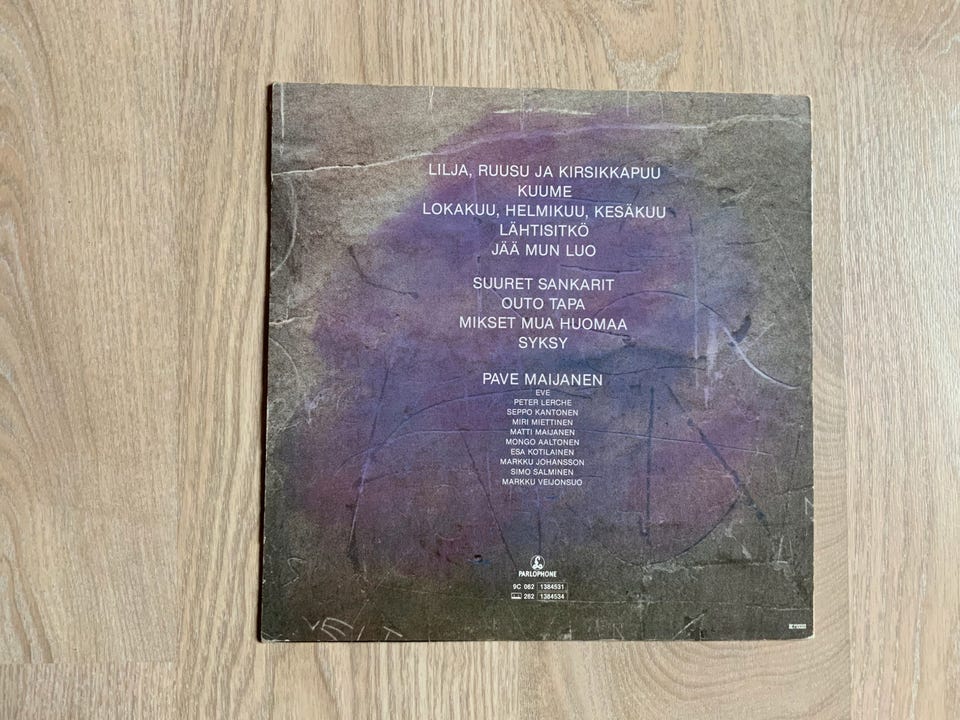 LILJA, RUUSU JA KIRSIKKAPUU
KUUME
LOKAKUU, HELMIKUU, KESÄKUU
LÄHTISITKÖ
JÄÄ MUN LUO
SUURET SANKARIT
OUTO TAPA
MIKSET MUA HUOMAA
SYKSY
PAVE MAIJANEN
EVE
PETER LERCHE
SEPPO KANTONEN
MIRI MIETTINEN
MATTI MAIJANEN
MONGO AALTONEN
ESA KOTILAINEN
MARKKU JOHANSSON
SIMO SALMINEN
MARKKU VEIJONSUO
£
PARLOPHONE
9C 062 1384531
262 1384534